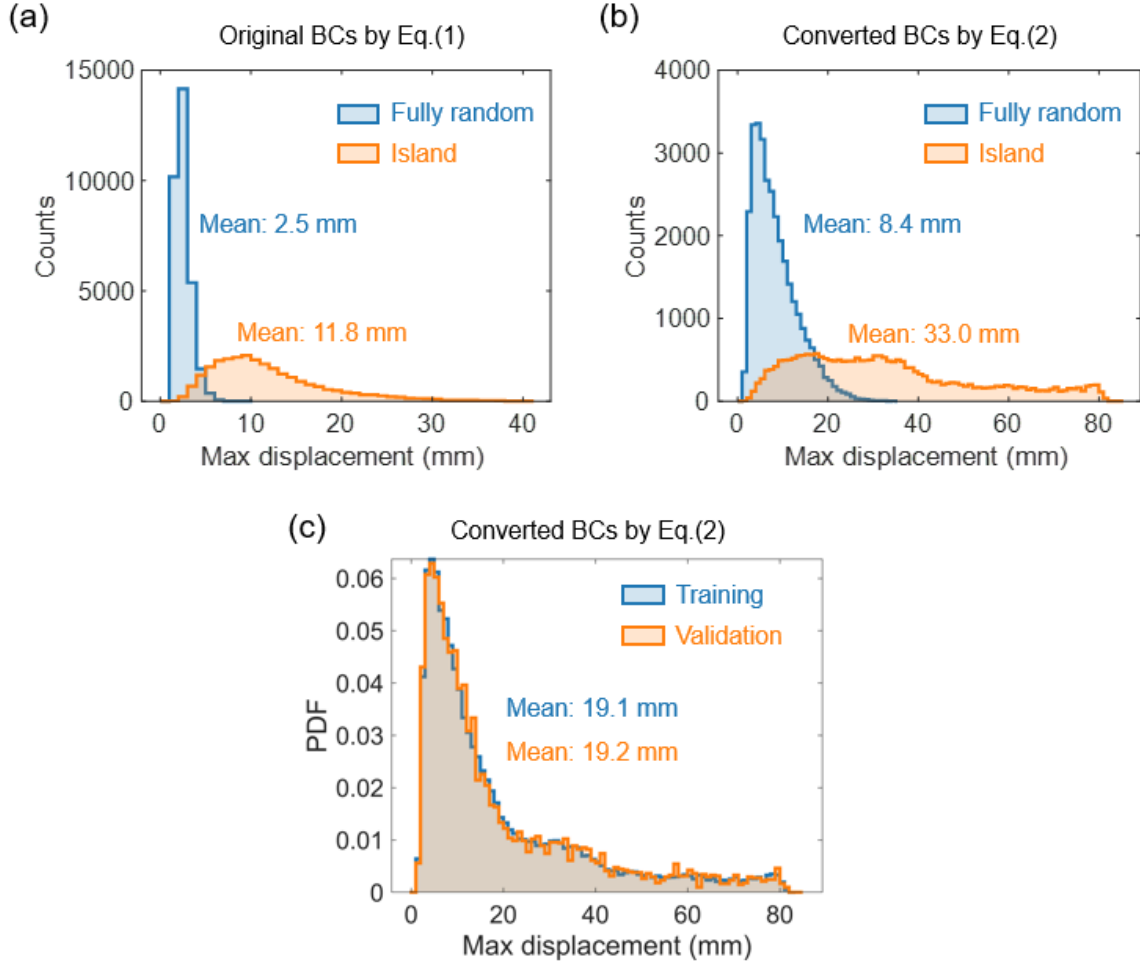 (a)
Original BCs by Eq.(1)
15000
10000
5000
0
Counts
Fully random
Island
Mean: 2.5 mm
Mean: 11.8 mm
0 10 20 30 40
Max displacement (mm)
(b)
Converted BCs by Eq.(2)
4000
3000
2000
1000
0
Counts
Fully random
Island
Mean: 8.4 mm
Mean: 33.0 mm
0 20 40 60 80
Max displacement (mm)
(c)
Converted BCs by Eq.(2)
0.06
0.05
0.04
0.03
0.02
0.01
0
PDF
Training
Validation
Mean: 19.1 mm
Mean: 19.2 mm
0 20 40 60 80
Max displacement (mm)